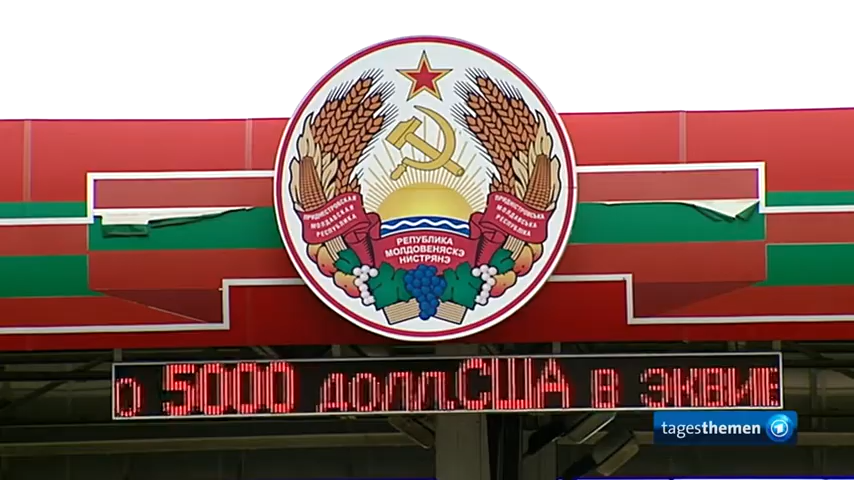 ПРИДНЕСТРОВСКАЯ
МОЛДАВСКАЯ
РЕСПУБЛИКА
ПРИДНІСТРОВСЬКА
МОЛДАВСЬКА
РЕСПУБЛІКА
РЕПУБЛИКА
МОЛДОВЕНЯСКЭ
НИСТРЯНЭ
о 5000 долл.США в эквив
tagesthemen